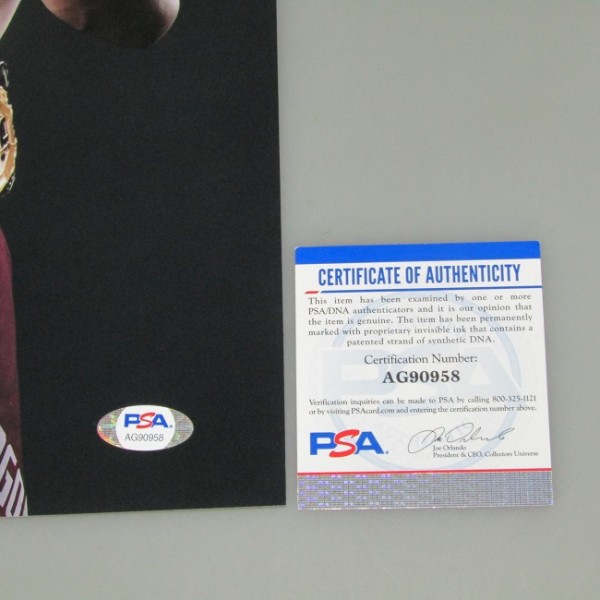 CERTIFICATE OF AUTHENTICITY
This item has been examined by one or more
PSA/DNA authenticators and it is our opinion that
the item is genuine. The item has been permanently
marked with proprietary invisible ink that contains a
patented strand of synthetic DNA.
Certification Number:
AG90958
Verification inquiries can be made to PSA by calling 800-325-1121
or by visiting PSAcard.com and entering the certification number above.
PSA.
Joe Orlando
President & CEO, Collectors Universe
PSA
AG90958